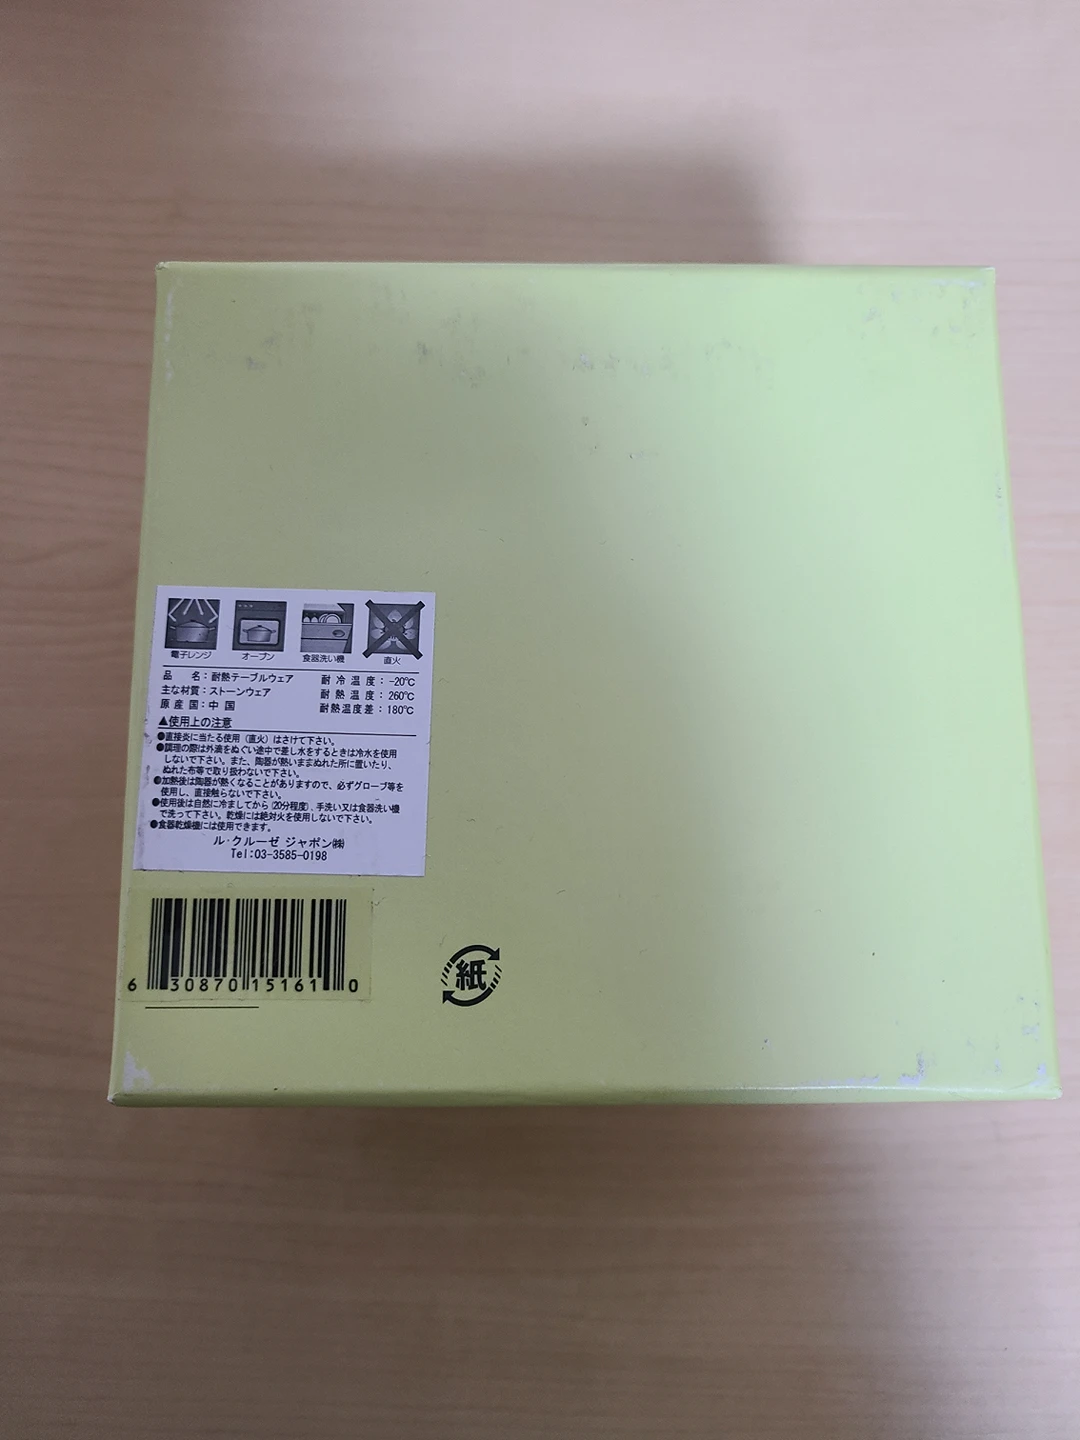 電子レンジ オーブン 食器洗い機 直火
品　名：耐熱テーブルウェア 耐冷温度：-20℃
主な材質：ストーンウェア 耐熱温度：260℃
原産国：中国 耐熱温度差：180℃
▲使用上の注意
●直接炎に当たる使用（直火）はさけて下さい。
●調理の際は外滴をぬぐい途中で差し水をするときは冷水を使用
しないで下さい。また、陶器が熱いままぬれた所に置いたり、
ぬれた布等で取り扱わないで下さい。
●加熱後は陶器が熱くなることがありますので、必ずグローブ等を
使用し、直接触らないで下さい。
●使用後は自然に冷ましてから（20分程度）、手洗い又は食器洗い機
で洗って下さい。乾燥には絶対火を使用しないで下さい。
●食器乾燥機には使用できます。
ル・クルーゼ ジャポン㈱
Tel:03-3585-0198
6 30870 15161 0
紙